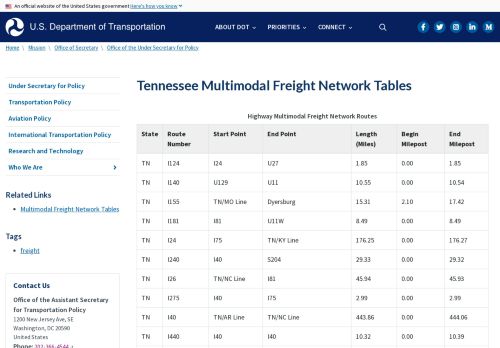 An official website of the United States government Here's how you know
U.S. Department of Transportation
ABOUT DOT
PRIORITIES
CONNECT
Home \ Mission \ Office of Secretary \ Office of the Under Secretary for Policy
Under Secretary for Policy
Transportation Policy
Aviation Policy
International Transportation Policy
Research and Technology
Who We Are
Related Links
Multimodal Freight Network Tables
Tags
freight
Contact Us
Office of the Assistant Secretary
for Transportation Policy
1200 New Jersey Ave, SE
Washington, DC 20590
United States
Phone: 202-366-4544
Tennessee Multimodal Freight Network Tables
Highway Multimodal Freight Network Routes
State Route Number Start Point End Point Length (Miles) Begin Milepost End Milepost
TN I124 I24 U27 1.85 0.00 1.85
TN I140 U129 U11 10.55 0.00 10.54
TN I155 TN/MO Line Dyersburg 15.31 2.10 17.42
TN I181 I81 U11W 8.49 0.00 8.49
TN I24 I75 TN/KY Line 176.25 0.00 176.27
TN I240 I40 S204 29.33 0.00 29.32
TN I26 TN/NC Line I81 45.94 0.00 45.93
TN I275 I40 I75 2.99 0.00 2.99
TN I40 TN/AR Line TN/NC Line 443.86 0.00 444.06
TN I440 I40 I40 10.32 0.00 10.39